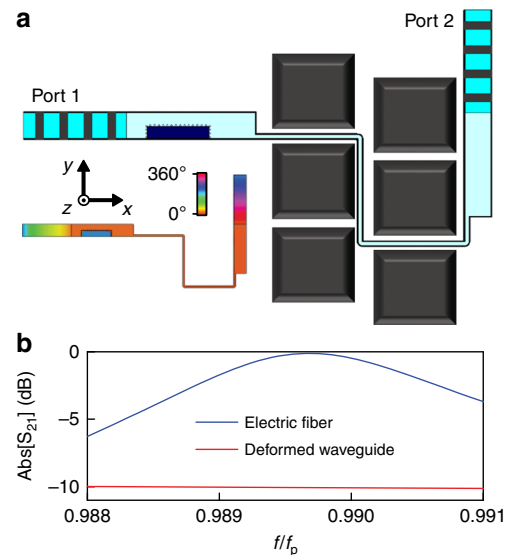 a
Port 2
Port 1
y
z
x
360°
0°
b
Abs[S21] (dB)
0
−5
−10
Electric fiber
Deformed waveguide
0.988
0.989
0.990
0.991
f/fp